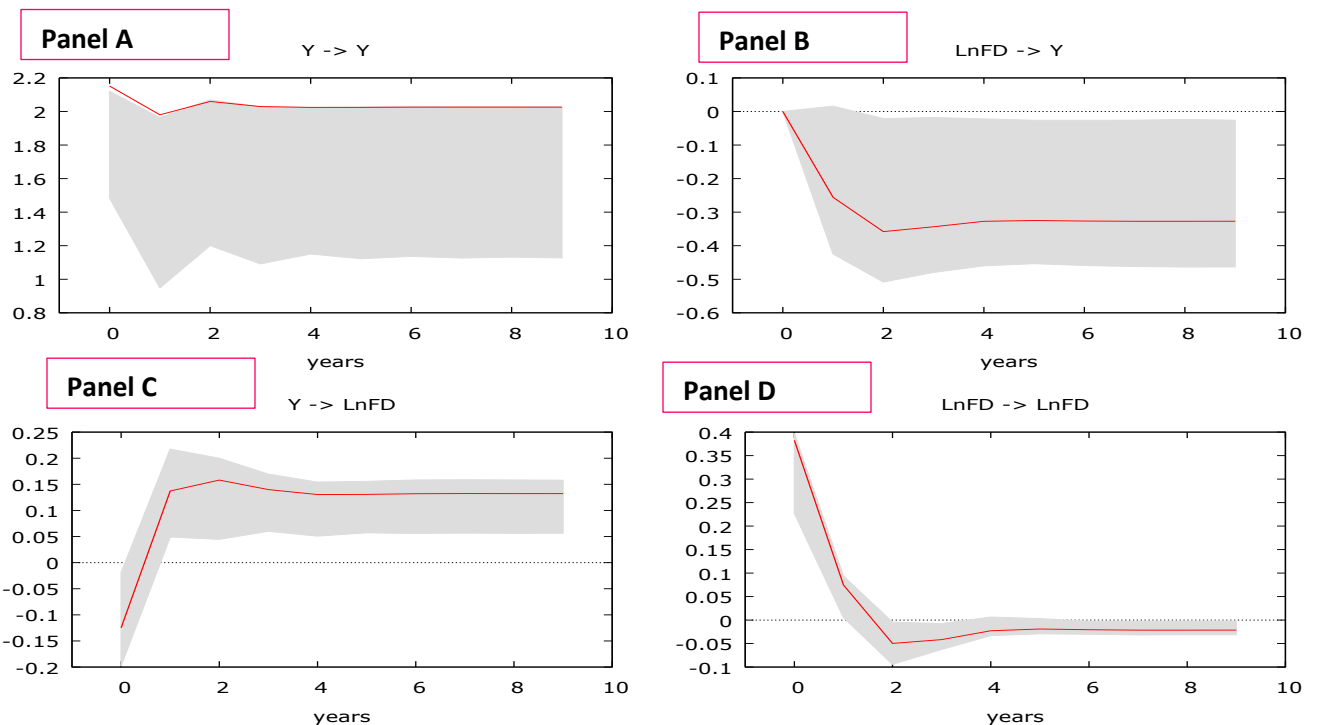 Panel A
Y -> Y
2.2
2
1.8
1.6
1.4
1.2
1
0.8
0 2 4 6 8 10
years
Panel B
LnFD -> Y
0.1
0
-0.1
-0.2
-0.3
-0.4
-0.5
-0.6
0 2 4 6 8 10
years
Panel C
Y -> LnFD
0.25
0.2
0.15
0.1
0.05
0
-0.05
-0.1
-0.15
-0.2
0 2 4 6 8 10
years
Panel D
LnFD -> LnFD
0.4
0.35
0.3
0.25
0.2
0.15
0.1
0.05
0
-0.05
-0.1
0 2 4 6 8 10
years